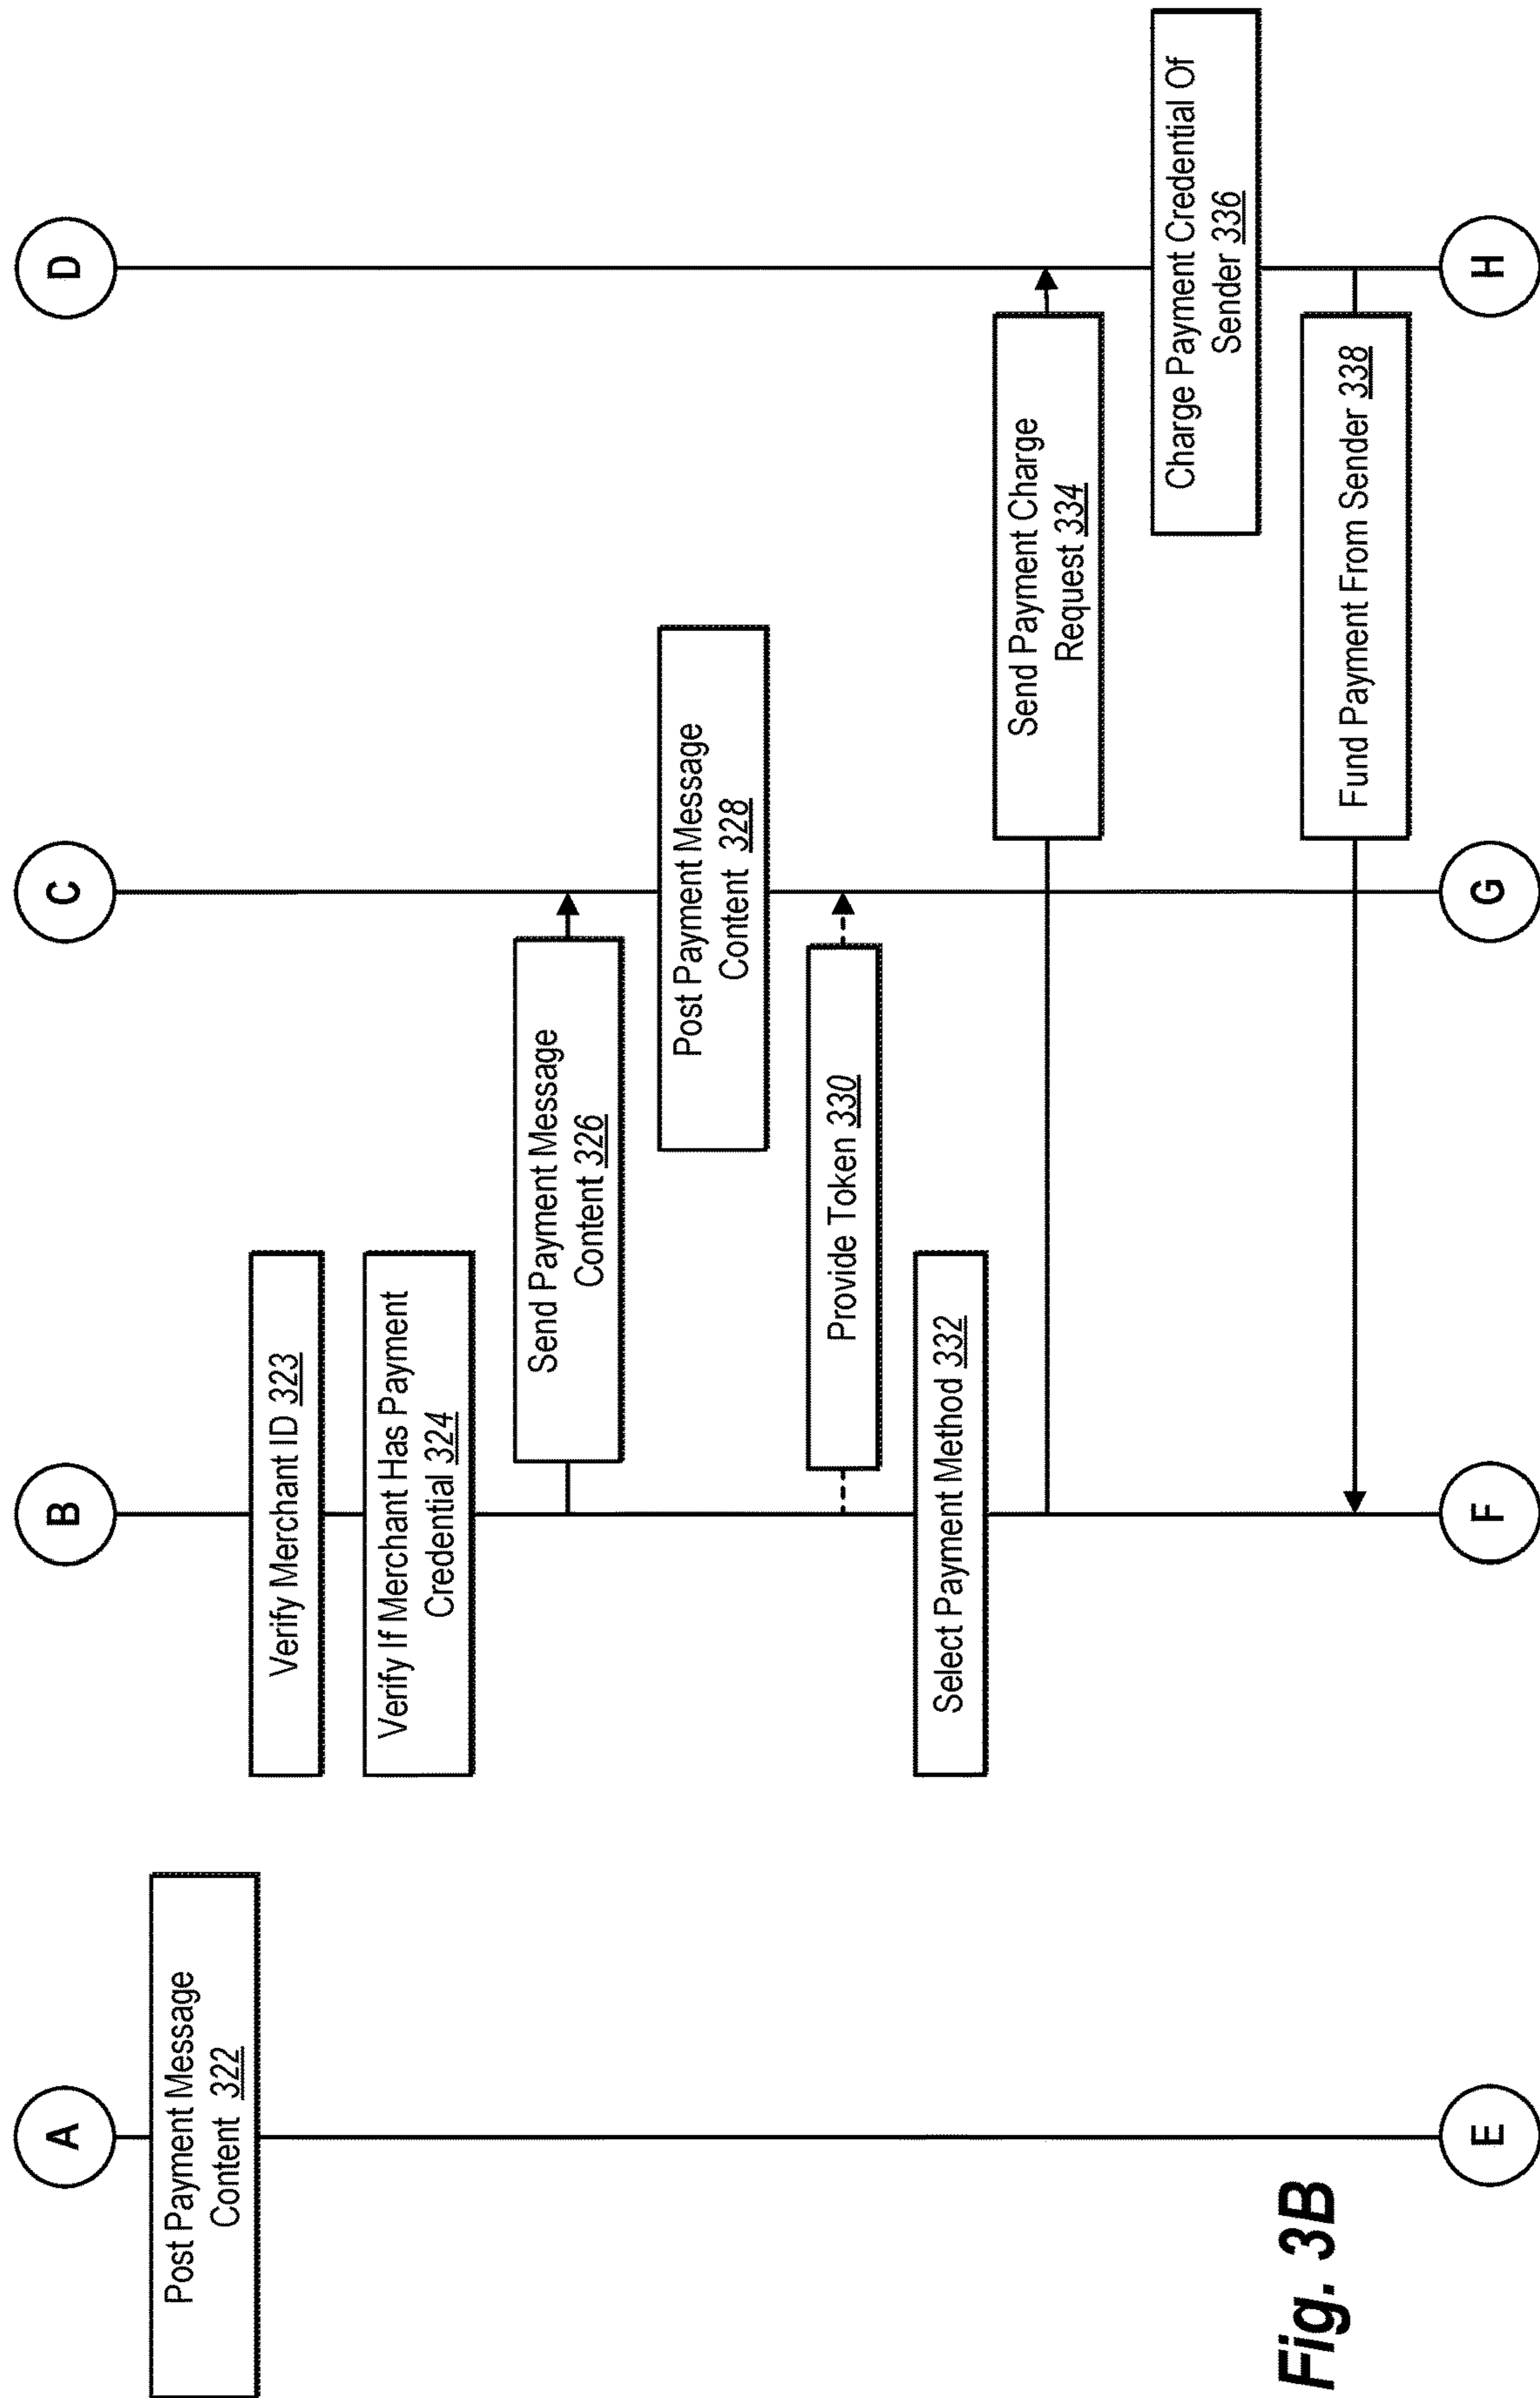 A
B
C
D
Post Payment Message
Content 322
Verify Merchant ID 323
Verify If Merchant Has Payment
Credential 324
Send Payment Message
Content 326
Post Payment Message
Content 328
Provide Token 330
Select Payment Method 332
Send Payment Charge
Request 334
Charge Payment Credential Of
Sender 336
Fund Payment From Sender 338
E
F
G
H
Fig. 3B